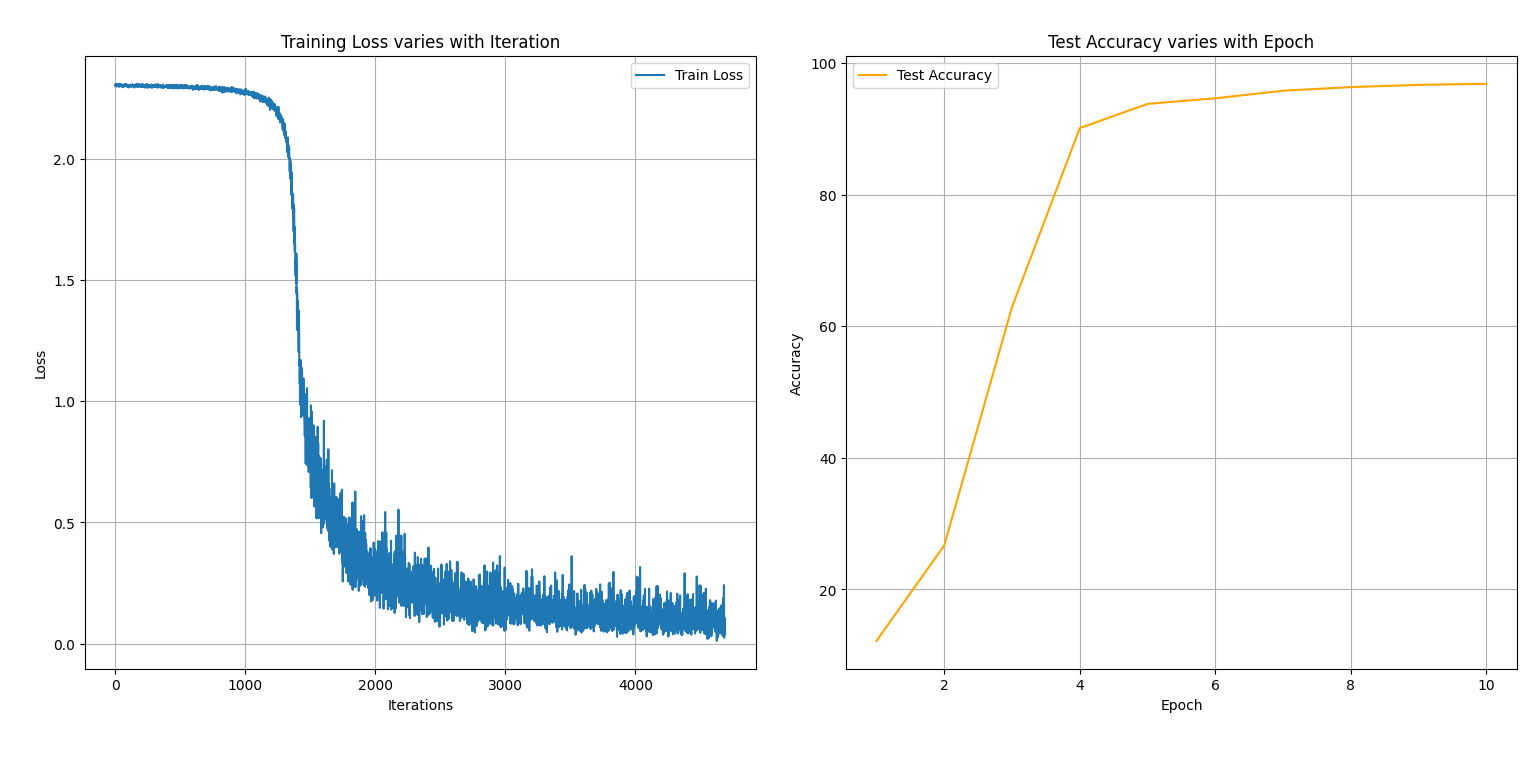 Training Loss varies with Iteration
Train Loss
2.0
1.5
1.0
0.5
0.0
Loss
0
1000
2000
3000
4000
Iterations
Test Accuracy varies with Epoch
Test Accuracy
100
80
60
40
20
Accuracy
2
4
6
8
10
Epoch